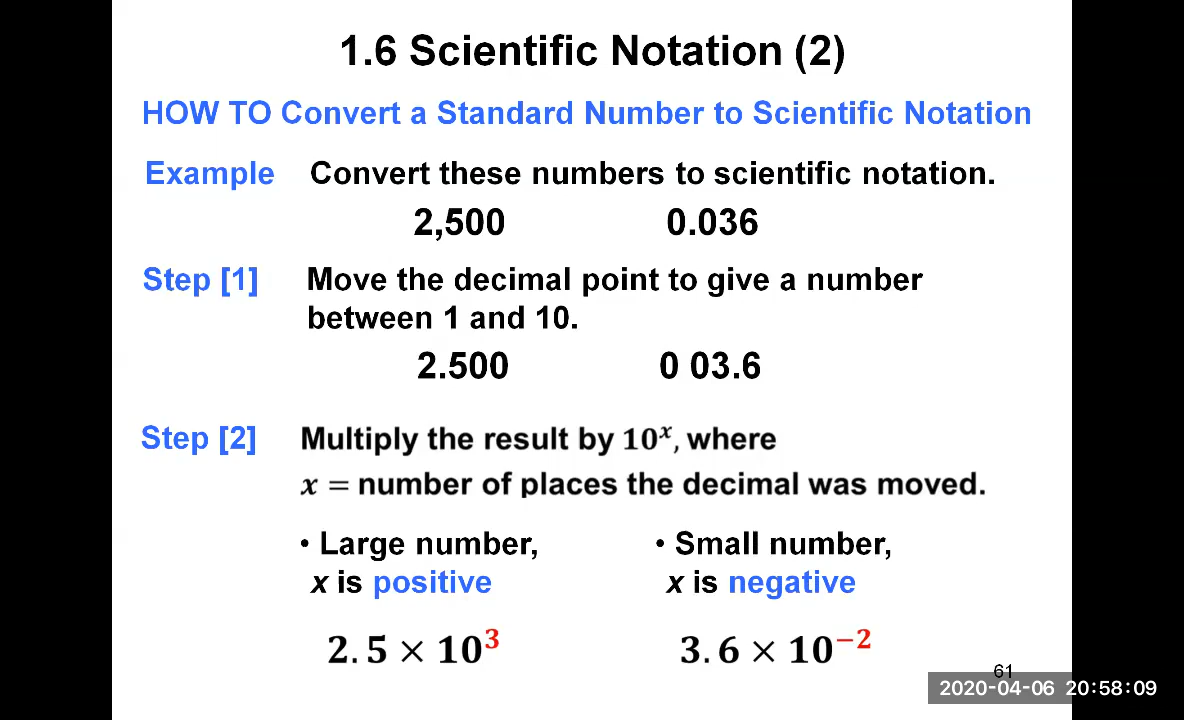 1.6 Scientific Notation (2)
HOW TO Convert a Standard Number to Scientific Notation
Example Convert these numbers to scientific notation.
2,500 0.036
Step [1] Move the decimal point to give a number
between 1 and 10.
2.500 0 03.6
Step [2] Multiply the result by 10ˣ, where
x = number of places the decimal was moved.
• Large number, • Small number,
x is positive x is negative
2.5 × 10³ 3.6 × 10⁻²
61
2020-04-06 20:58:09